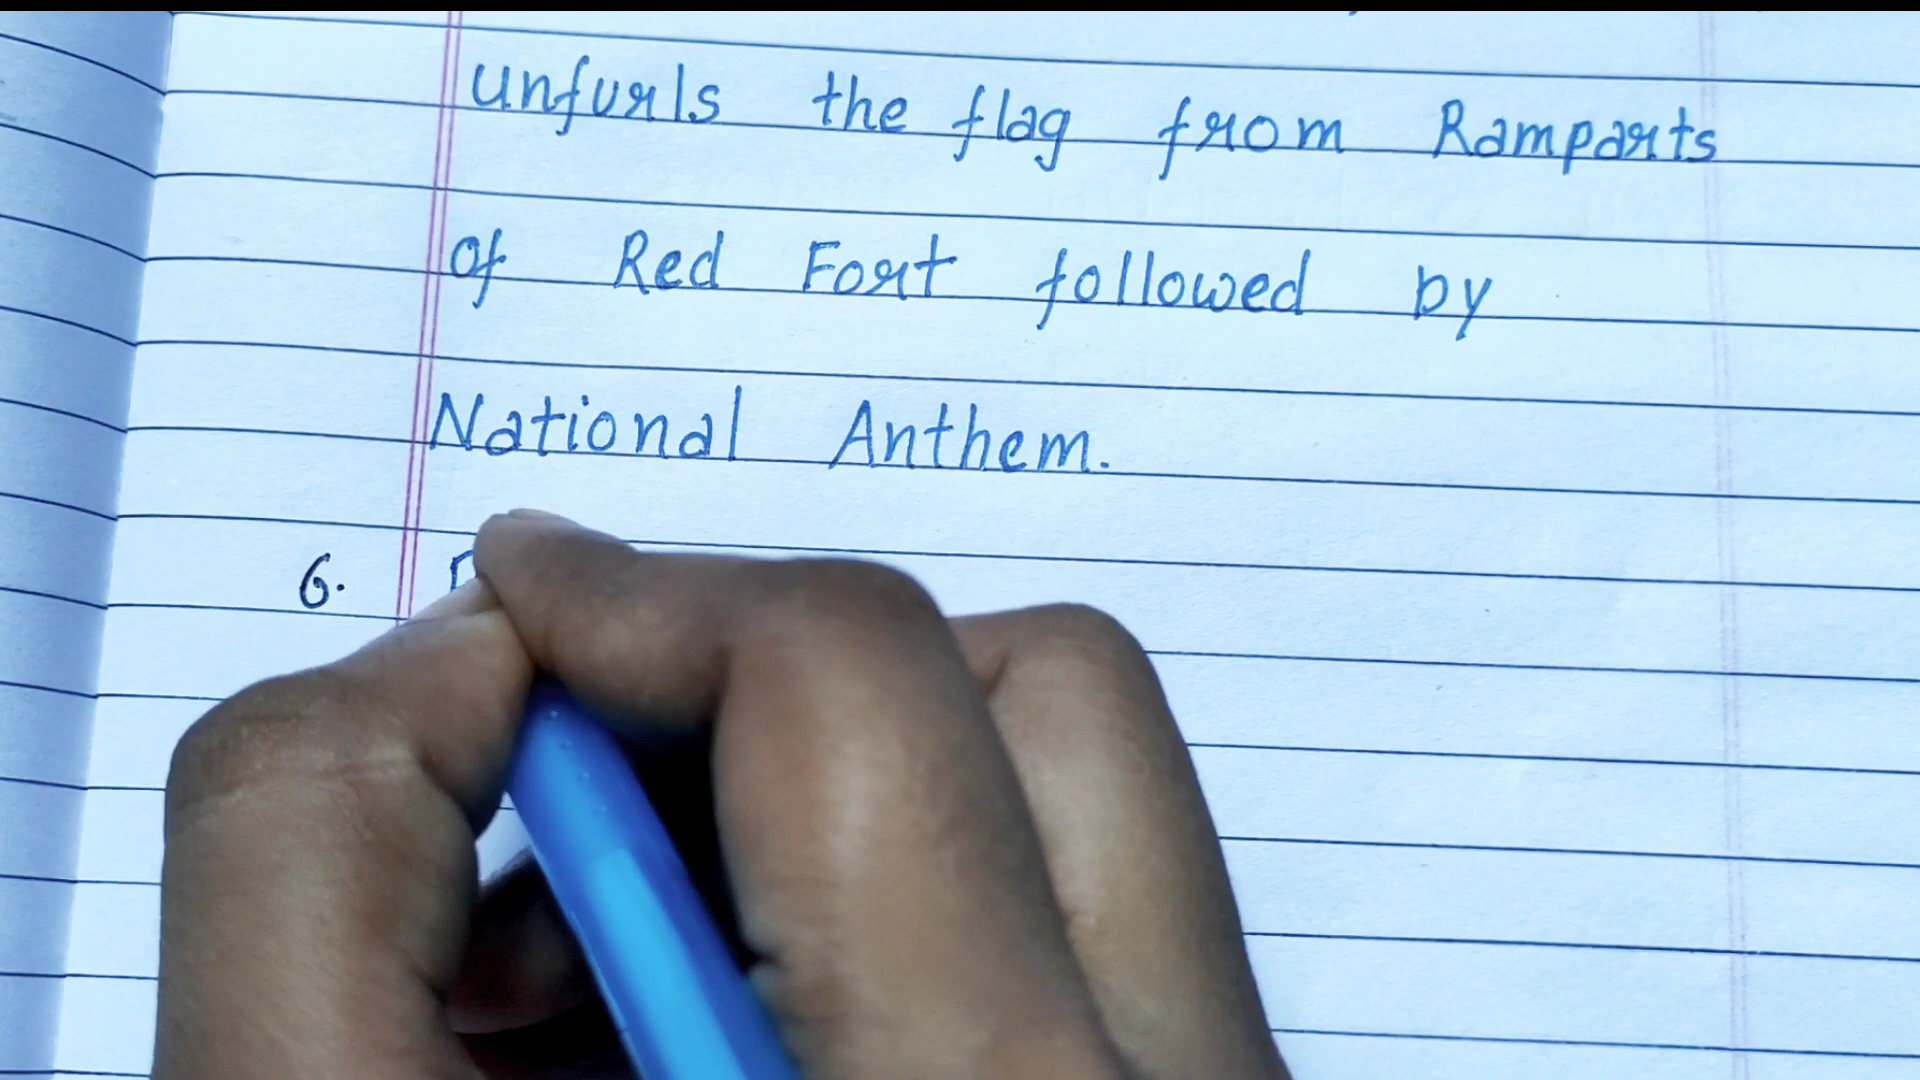 unfurls the flag from Ramparts
of Red Fort followed by
National Anthem.
6.